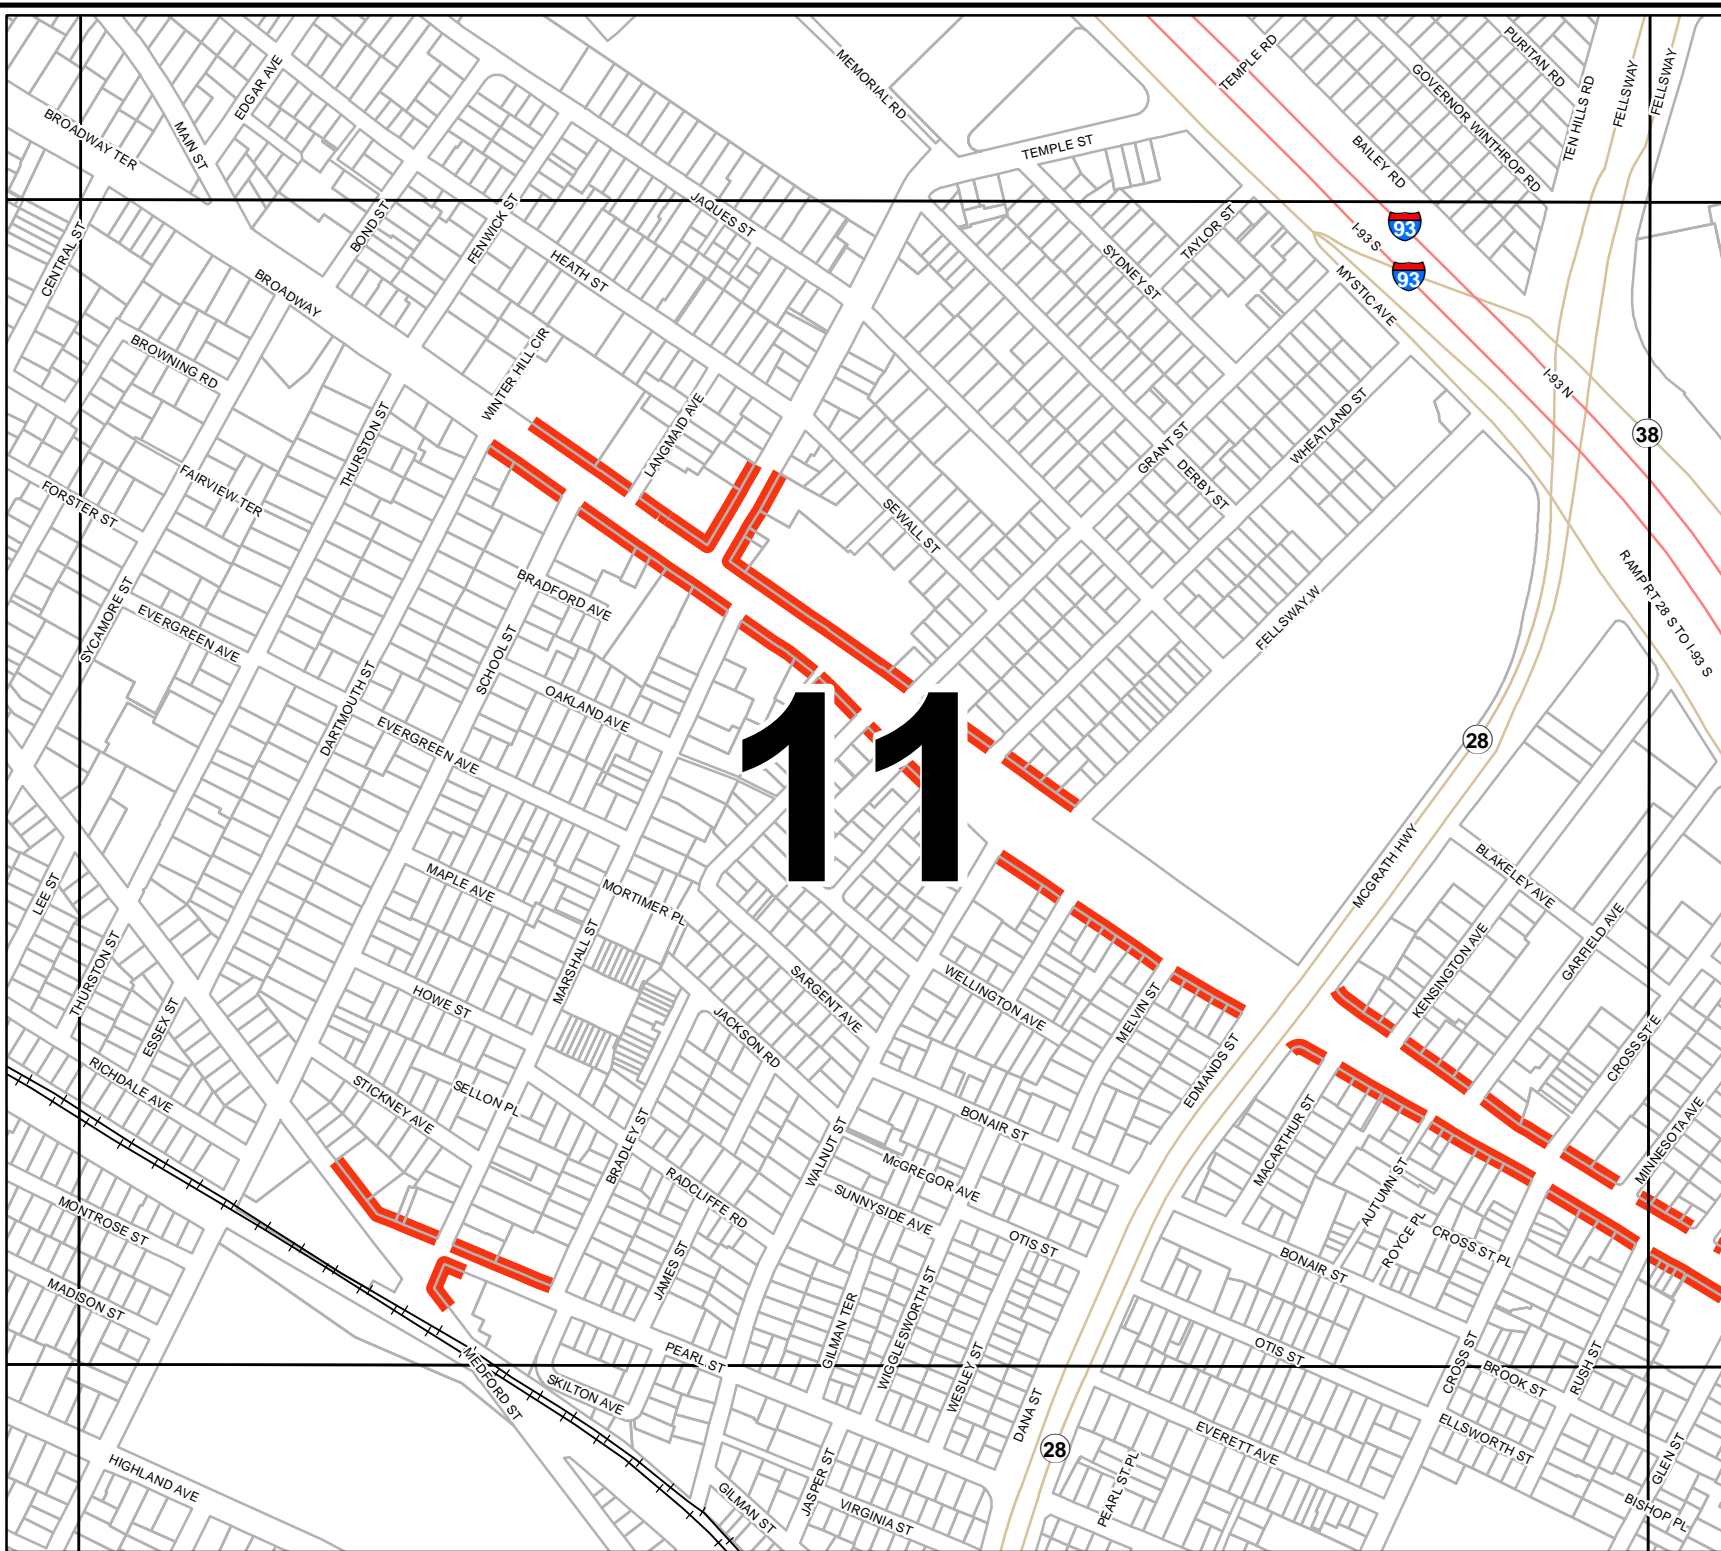 PURITAN RD
TEMPLE RD
MEMORIAL RD
GOVERNOR WINTHROP RD
FELLSWAY
FELLSWAY
EDGAR AVE
TEN HILLS RD
BROADWAY TER
MAIN ST
TEMPLE ST
BAILEY RD
JAQUES ST
BOND ST
FENWICK ST
TAYLOR ST
93
I-93 S
CENTRAL ST
HEATH ST
SYDNEY ST
93
MYSTIC AVE
BROADWAY
BROWNING RD
WINTER HILL CIR
I-93 N
THURSTON ST
LANGMAID AVE
GRANT ST
WHEATLAND ST
38
FAIRVIEW TER
DERBY ST
FORSTER ST
SEWALL ST
SYCAMORE ST
BRADFORD AVE
RAMP RT 28 S TO I-93 S
EVERGREEN AVE
FELLSWAY W
SCHOOL ST
DARTMOUTH ST
OAKLAND AVE
EVERGREEN AVE
28
11
MCGRATH HWY
LEE ST
MAPLE AVE
MORTIMER PL
BLAKELEY AVE
GARFIELD AVE
KENSINGTON AVE
THURSTON ST
MARSHALL ST
SARGENT AVE
WELLINGTON AVE
ESSEX ST
HOWE ST
JACKSON RD
MELVIN ST
CROSS ST E
RICHDALE AVE
STICKNEY AVE
SELLON PL
EDMANDS ST
BONAIR ST
MACARTHUR ST
MINNESOTA AVE
BRADLEY ST
WALNUT ST
McGREGOR AVE
RADCLIFFE RD
SUNNYSIDE AVE
AUTUMN ST
ROYCE PL
CROSS ST PL
MONTROSE ST
OTIS ST
BONAIR ST
JAMES ST
MADISON ST
GILMAN TER
WIGGLESWORTH ST
PEARL ST
WESLEY ST
OTIS ST
CROSS ST
RUSH ST
MEDFORD ST
SKILTON AVE
BROOK ST
DANA ST
28
EVERETT AVE
ELLSWORTH ST
GLEN ST
HIGHLAND AVE
JASPER ST
PEARL ST PL
GILMAN ST
VIRGINIA ST
BISHOP PL